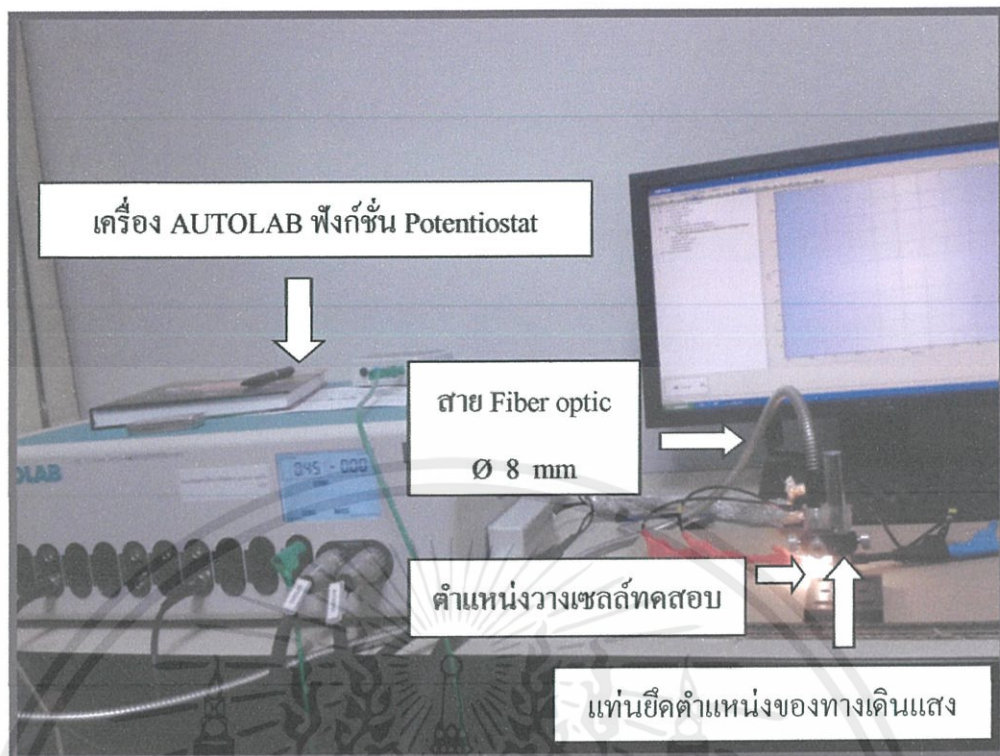 เครื่อง AUTOLAB ฟังก์ชั่น Potentiostat
สาย Fiber optic
Ø 8 mm
OLAB
ตำแหน่งวางเซลล์ทดสอบ
แท่นยึดตำแหน่งของทางเดินแสง